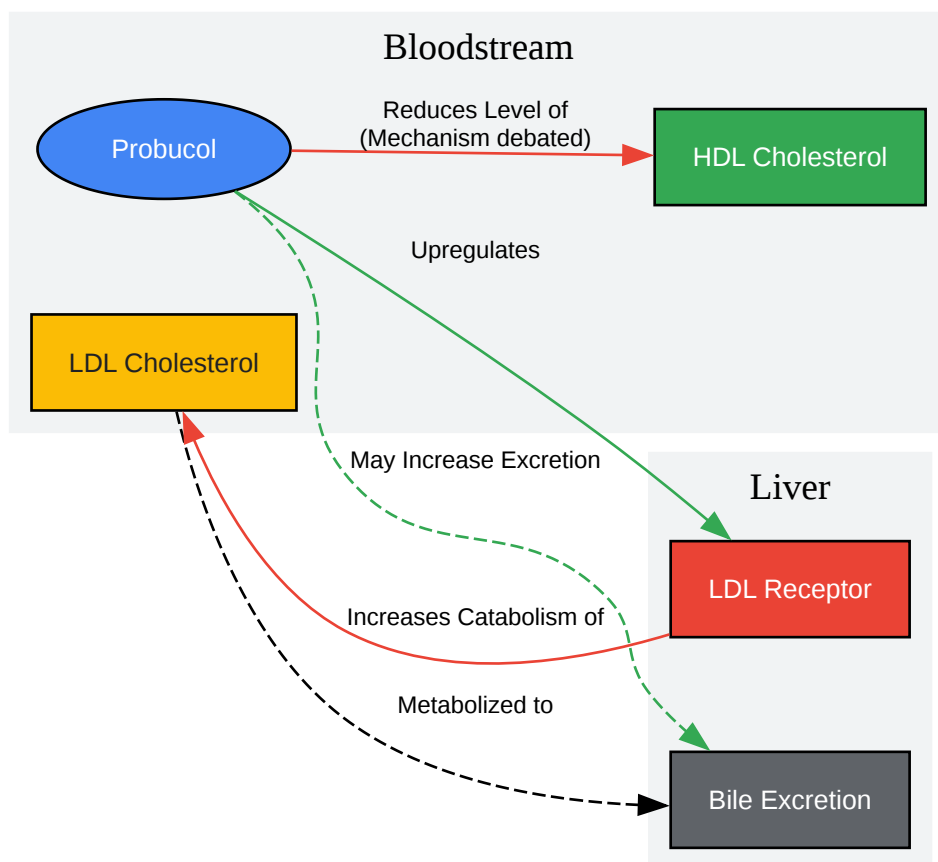 Bloodstream
Reduces Level of
(Mechanism debated)
Probucol
HDL Cholesterol
Upregulates
LDL Cholesterol
May Increase Excretion
Liver
LDL Receptor
Increases Catabolism of
Metabolized to
Bile Excretion